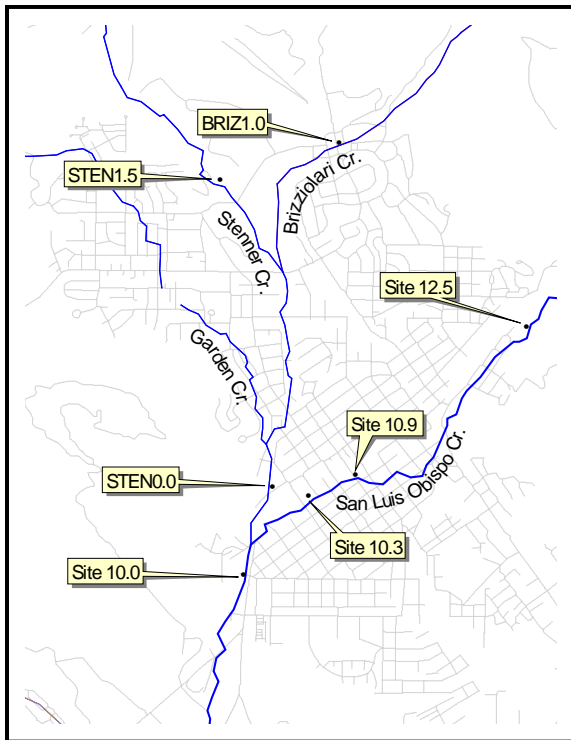 BRIZ1.0
STEN1.5
Brizziolari Cr.
Stenner Cr.
Site 12.5
Garden Cr.
Site 10.9
STEN0.0
San Luis Obispo Cr.
Site 10.3
Site 10.0